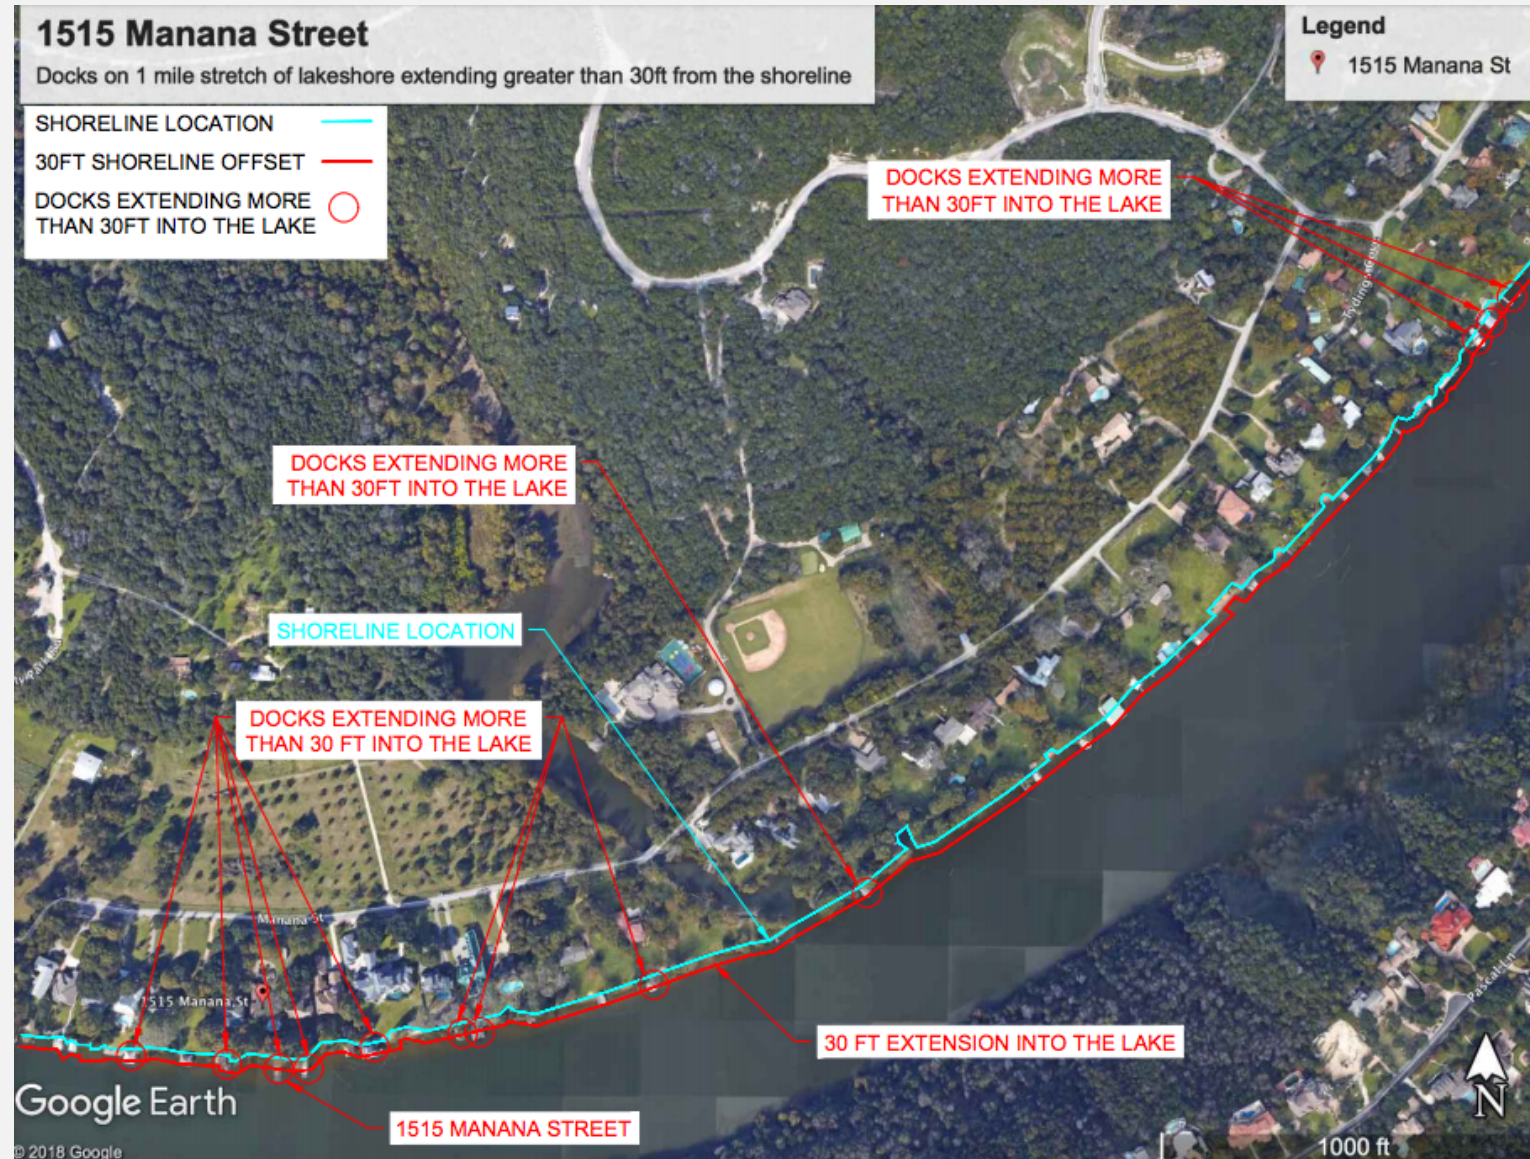 1515 Manana Street
Docks on 1 mile stretch of lakeshore extending greater than 30ft from the shoreline
Legend
1515 Manana St
SHORELINE LOCATION
30FT SHORELINE OFFSET
DOCKS EXTENDING MORE
THAN 30FT INTO THE LAKE
DOCKS EXTENDING MORE
THAN 30FT INTO THE LAKE
DOCKS EXTENDING MORE
THAN 30FT INTO THE LAKE
SHORELINE LOCATION
DOCKS EXTENDING MORE
THAN 30 FT INTO THE LAKE
Manana St
1515 Manana St
Pascal Ln
30 FT EXTENSION INTO THE LAKE
1515 MANANA STREET
N
Google Earth
© 2018 Google
1000 ft